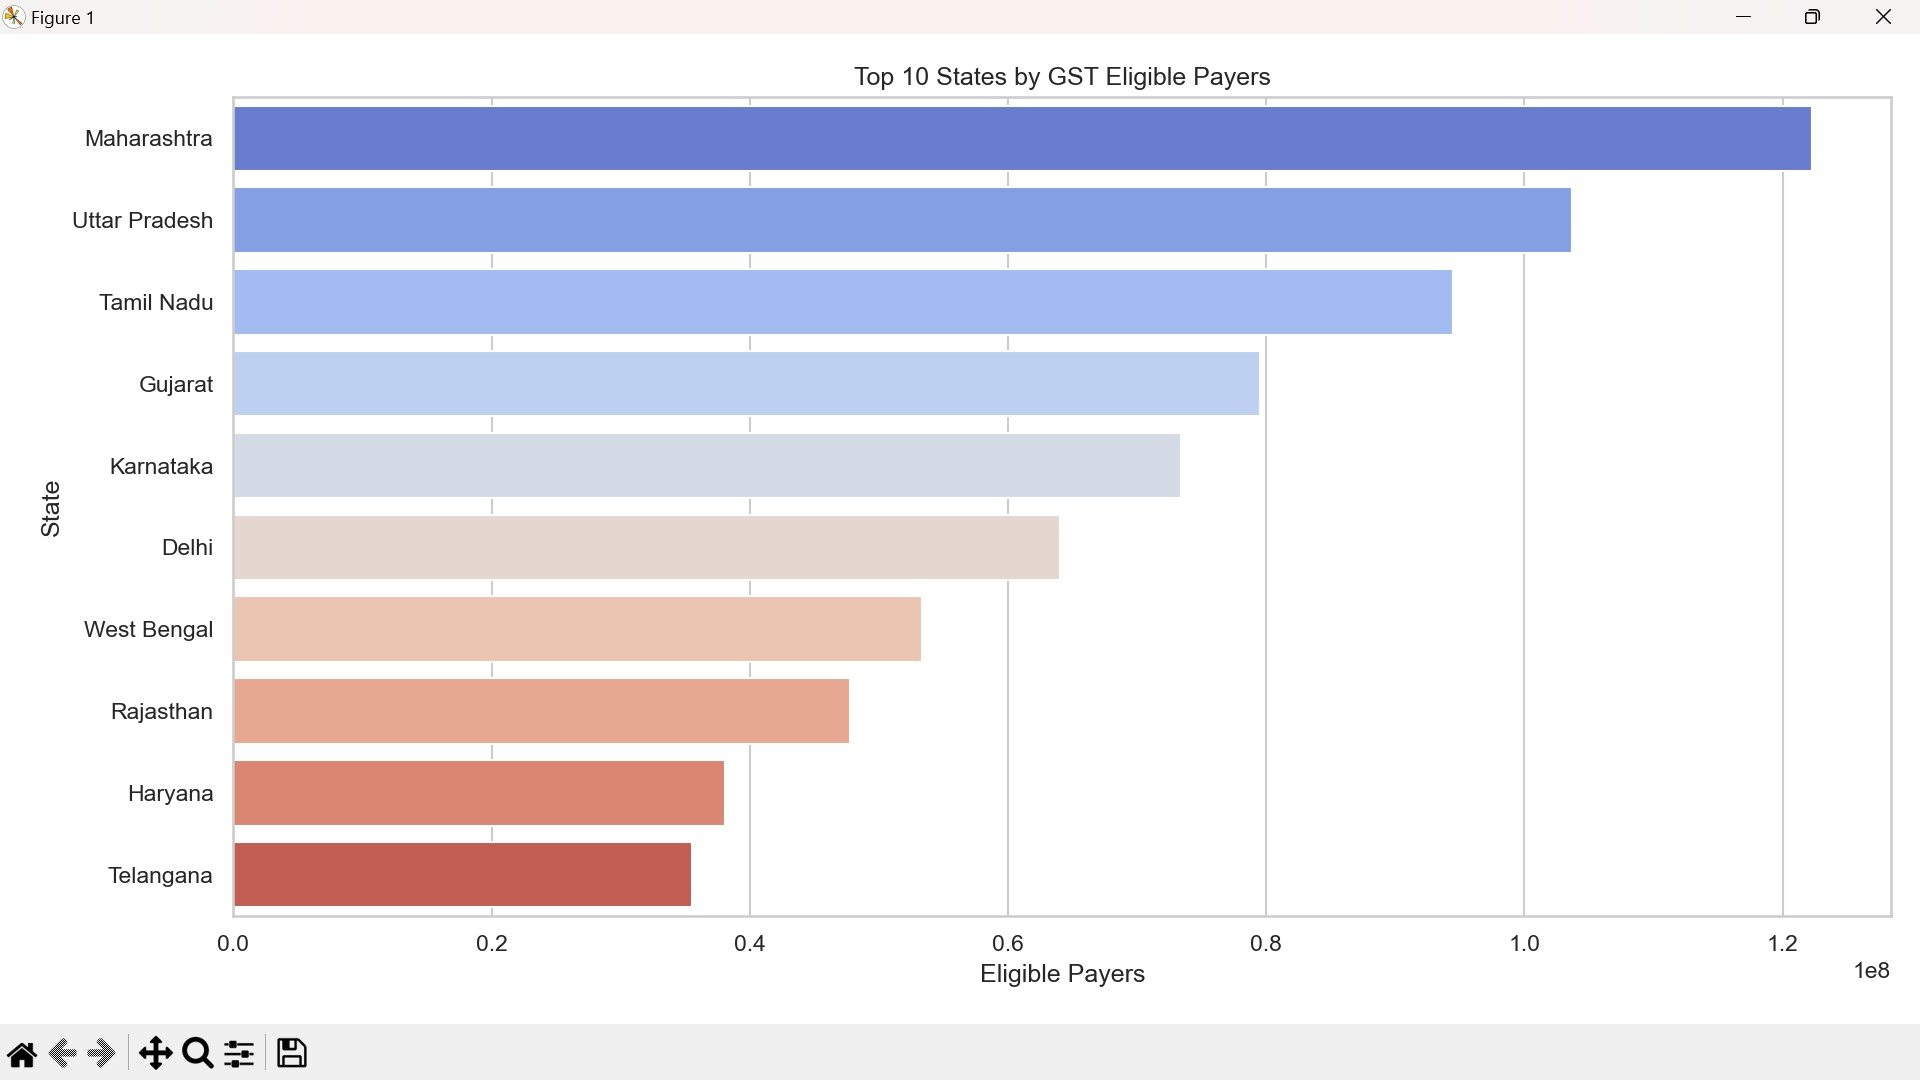 Figure 1
Top 10 States by GST Eligible Payers
Maharashtra
Uttar Pradesh
Tamil Nadu
Gujarat
Karnataka
Delhi
West Bengal
Rajasthan
Haryana
Telangana
State
0.0 0.2 0.4 0.6 0.8 1.0 1.2
1e8
Eligible Payers